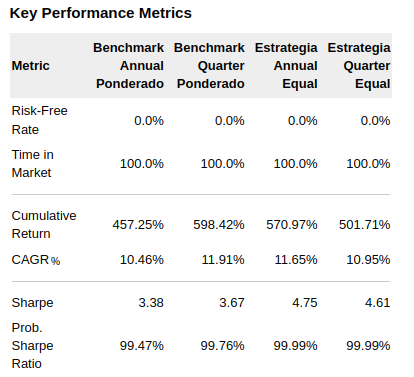 Key Performance Metrics
Benchmark Benchmark Estrategia Estrategia
Metric Annual Quarter Annual Quarter
Ponderado Ponderado Equal Equal
Risk-Free
Rate 0.0% 0.0% 0.0% 0.0%
Time in
Market 100.0% 100.0% 100.0% 100.0%
Cumulative
Return 457.25% 598.42% 570.97% 501.71%
CAGR% 10.46% 11.91% 11.65% 10.95%
Sharpe 3.38 3.67 4.75 4.61
Prob.
Sharpe 99.47% 99.76% 99.99% 99.99%
Ratio